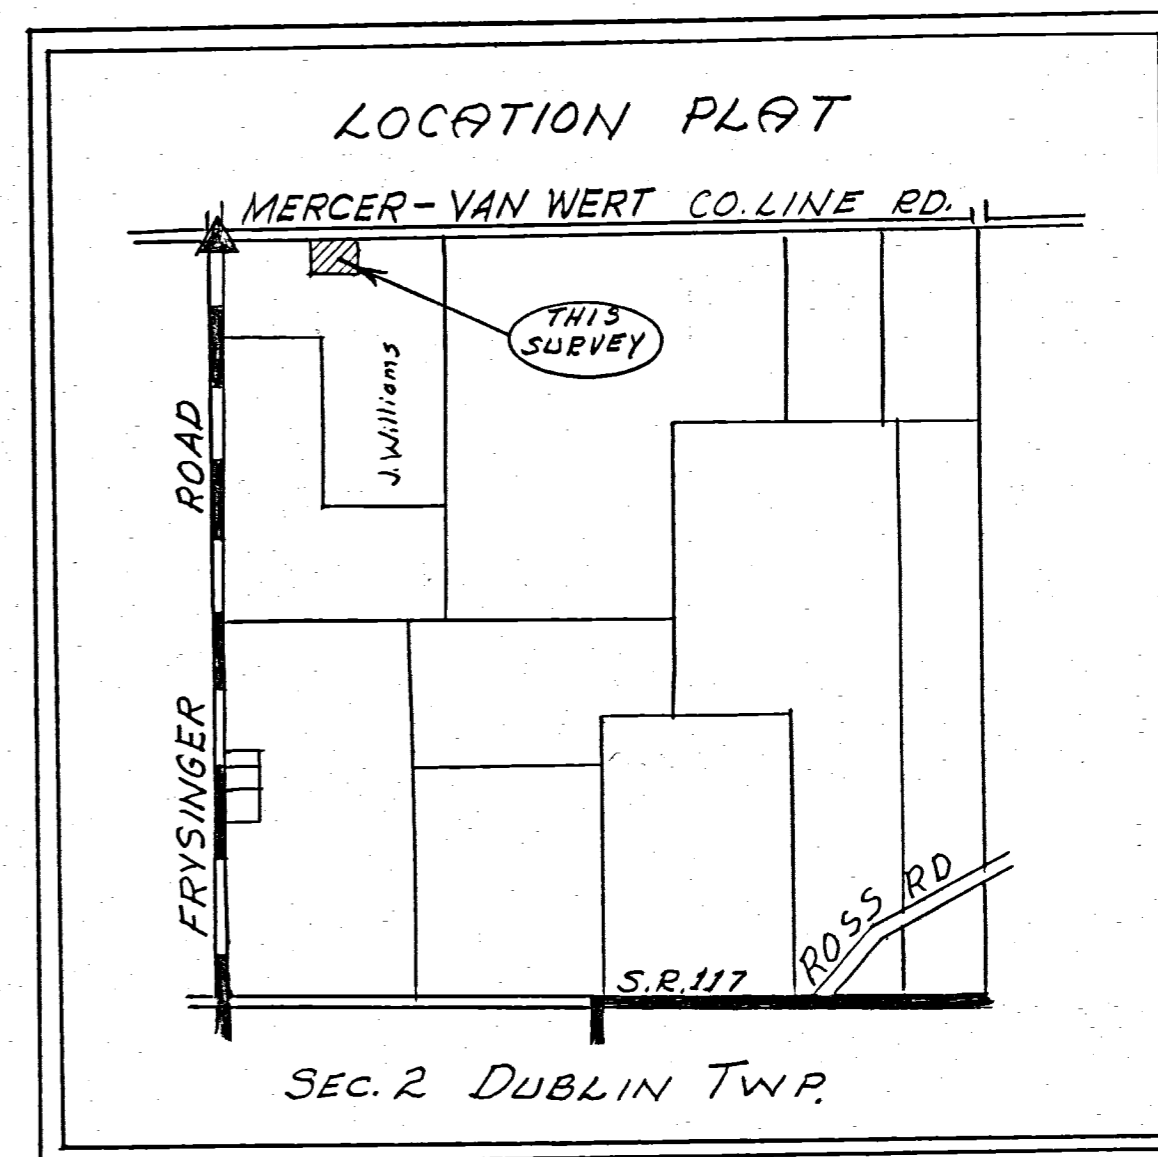 LOCATION PLAT
MERCER-VAN WERT CO. LINE RD.
THIS
SURVEY
J. Williams
FRYSINGER ROAD
ROSS RD
S.R. 117
SEC. 2 DUBLIN TWP.